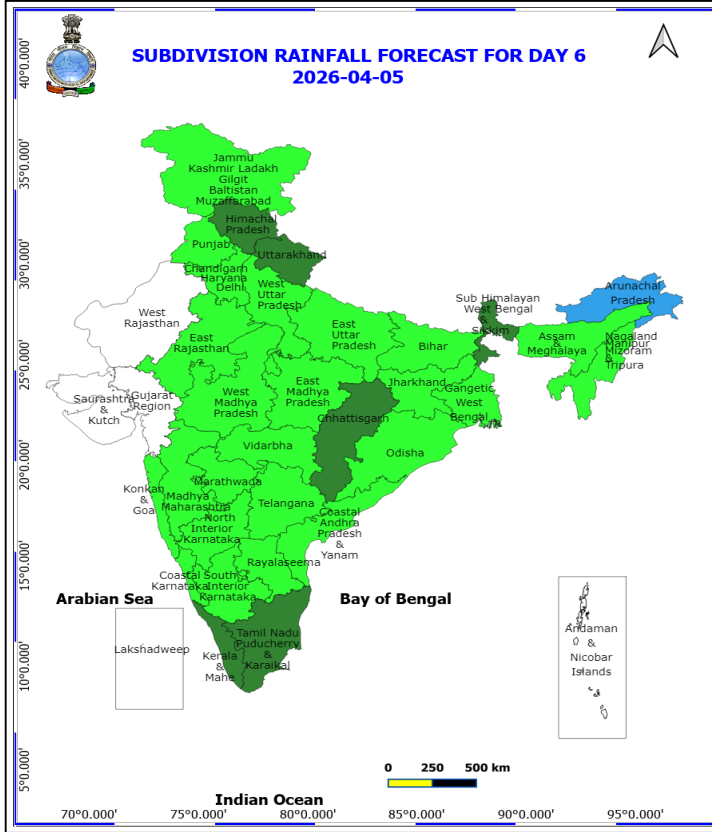 SUBDIVISION RAINFALL FORECAST FOR DAY 6
2026-04-05
40°0.000'
35°0.000'
30°0.000'
25°0.000'
20°0.000'
15°0.000'
10°0.000'
5°0.000'
Jammu
Kashmir Ladakh
Gilgit
Baltistan
Muzaffarabad
Himachal
Pradesh
Punjab
Uttarakhand
Chandigarh
Haryana
Delhi
West
Uttar
Pradesh
West
Rajasthan
East
Rajasthan
East
Uttar
Pradesh
Bihar
Sub Himalayan
West Bengal
&
Sikkim
Arunachal
Pradesh
Assam
&
Meghalaya
Nagaland
Manipur
Mizoram
&
Tripura
Saurashtra
&
Kutch
Gujarat
Region
West
Madhya
Pradesh
East
Madhya
Pradesh
Jharkhand
Gangetic
West
Bengal
Chhattisgarh
Odisha
Vidarbha
Konkan
&
Goa
Marathwada
Madhya
Maharashtra
North
Interior
Karnataka
Telangana
Coastal
Andhra
Pradesh
&
Yanam
Rayalaseema
Coastal
Karnataka
South
Interior
Karnataka
Arabian Sea
Bay of Bengal
Lakshadweep
Kerala
&
Mahe
Tamil Nadu
Puducherry
&
Karaikal
Andaman
&
Nicobar
Islands
0 250 500 km
Indian Ocean
70°0.000' 75°0.000' 80°0.000' 85°0.000' 90°0.000' 95°0.000'